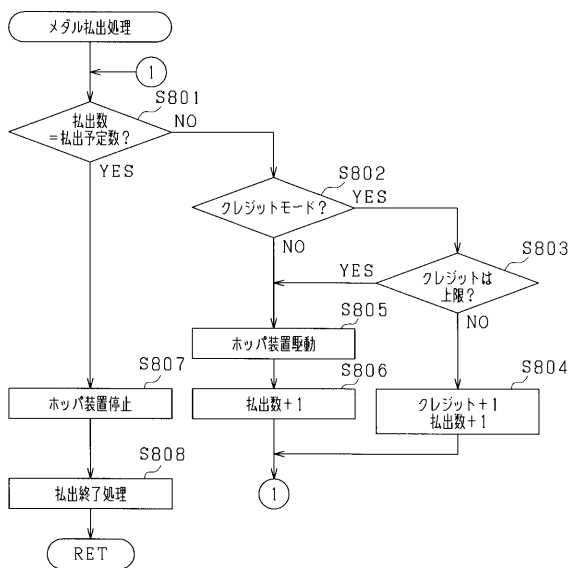 メダル払出処理
1
S801
払出数
=払出予定数?
NO
YES
S802
クレジットモード?
YES
NO
S803
クレジットは
上限?
YES
NO
S805
ホッパ装置駆動
S806
払出数+1
S804
クレジット+1
払出数+1
S807
ホッパ装置停止
1
S808
払出終了処理
RET